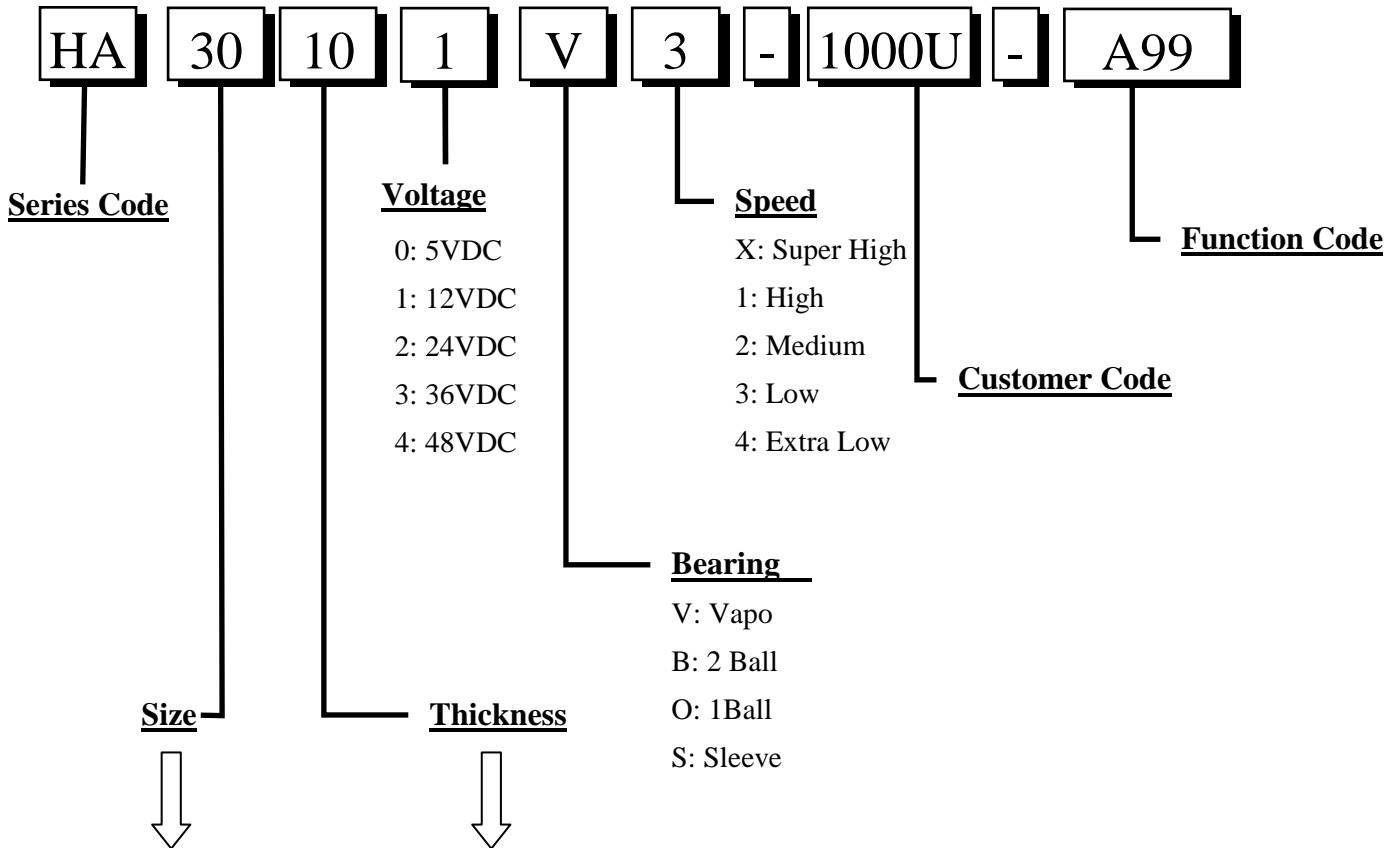 HA 30 10 1 V 3 - 1000U - A99
Series Code
Voltage
0: 5VDC
1: 12VDC
2: 24VDC
3: 36VDC
4: 48VDC
Speed
X: Super High
1: High
2: Medium
3: Low
4: Extra Low
Function Code
Customer Code
Bearing
V: Vapo
B: 2 Ball
O: 1Ball
S: Sleeve
Size
Thickness